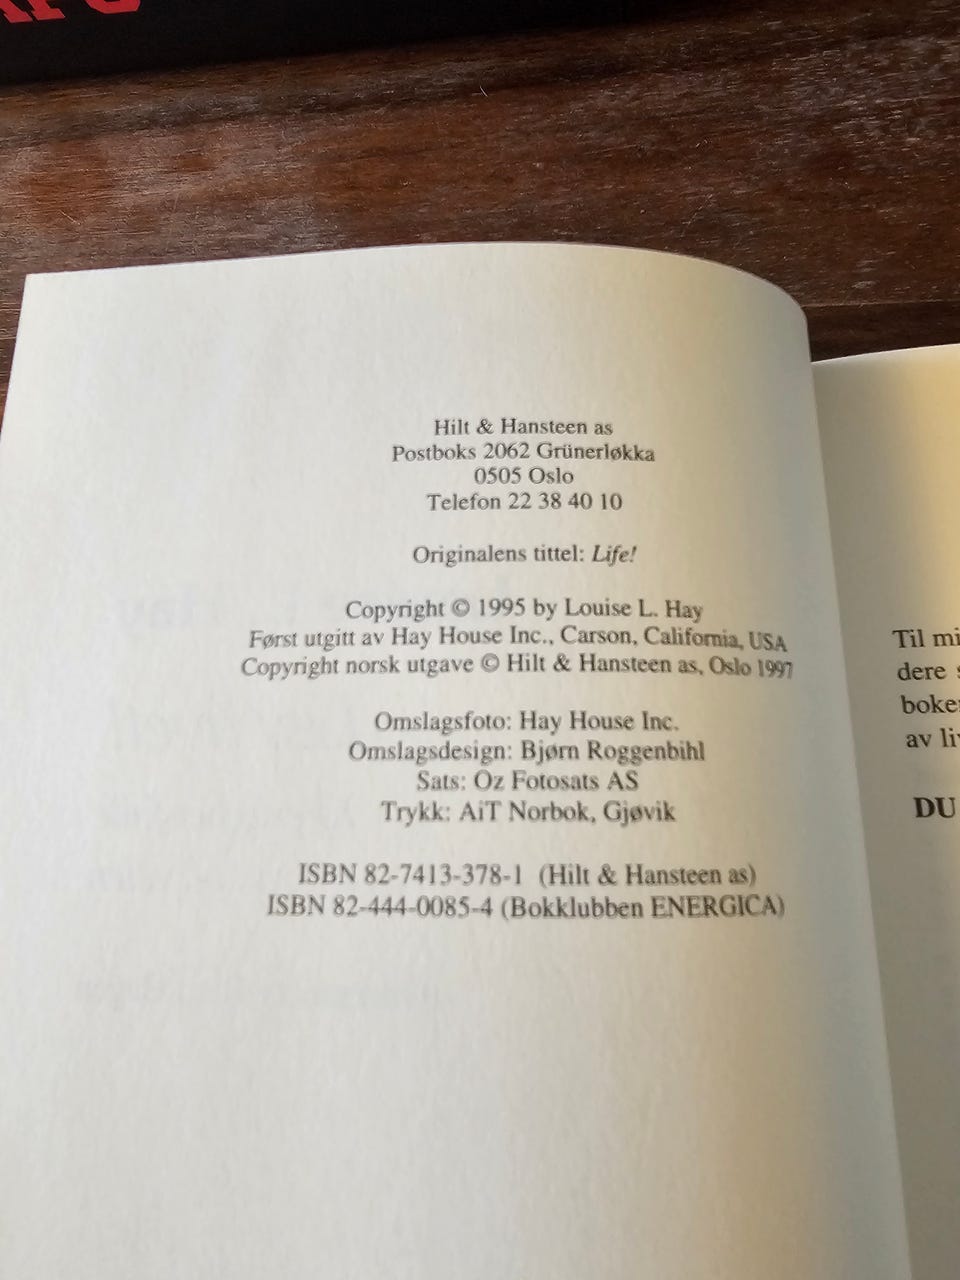 Hilt & Hansteen as
Postboks 2062 Grünerløkka
0505 Oslo
Telefon 22 38 40 10
Originalens tittel: Life!
Copyright © 1995 by Louise L. Hay
Først utgitt av Hay House Inc., Carson, California, USA
Copyright norsk utgave © Hilt & Hansteen as, Oslo 1997
Omslagsfoto: Hay House Inc.
Omslagsdesign: Bjørn Roggenbihl
Sats: Oz Fotosats AS
Trykk: AiT Norbok, Gjøvik
ISBN 82-7413-378-1 (Hilt & Hansteen as)
ISBN 82-444-0085-4 (Bokklubben ENERGICA)
Til
dere
av
DU